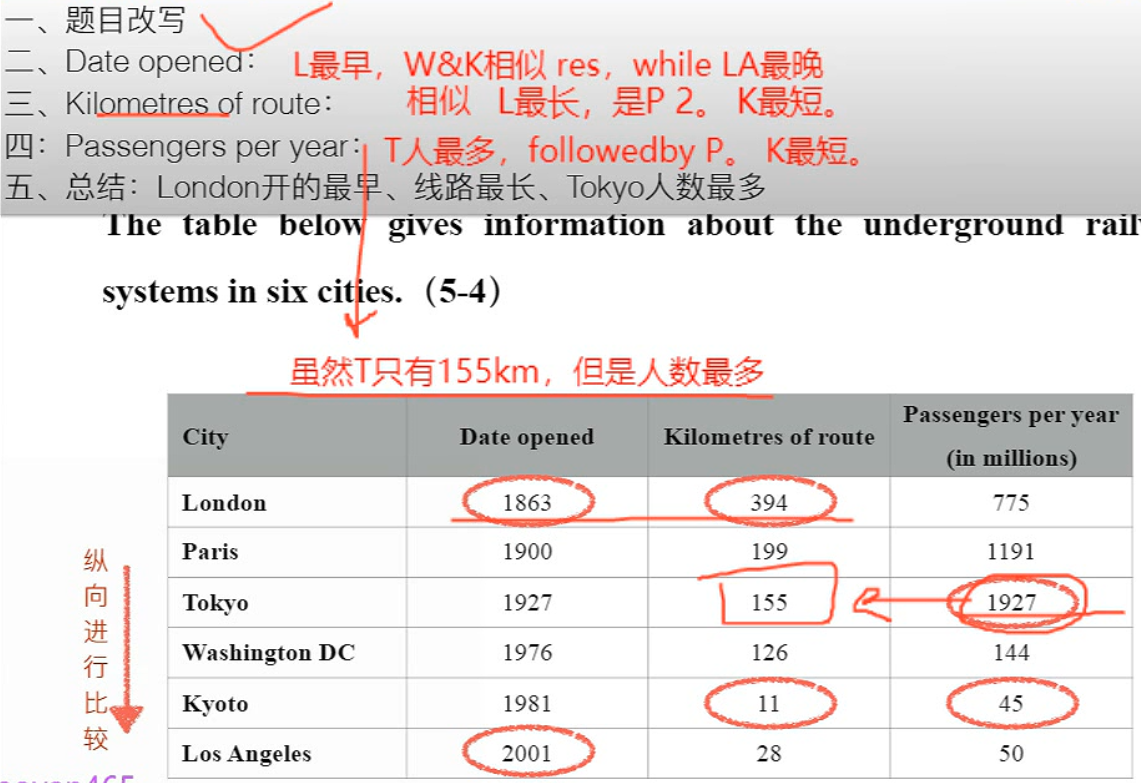 一、题目改写
二、Date opened: L最早，W&K相似 res，while LA最晚
三、Kilometres of route: 相似 L最长，是P 2。 K最短。
四：Passengers per year: T人最多，followedby P。 K最短。
五、总结：London开的最早、线路最长、Tokyo人数最多
The table below gives information about the underground rail
systems in six cities.（5-4）
虽然T只有155km，但是人数最多
City Date opened Kilometres of route Passengers per year (in millions)
London 1863 394 775
Paris 1900 199 1191
Tokyo 1927 155 1927
Washington DC 1976 126 144
Kyoto 1981 11 45
Los Angeles 2001 28 50
纵向进行比较